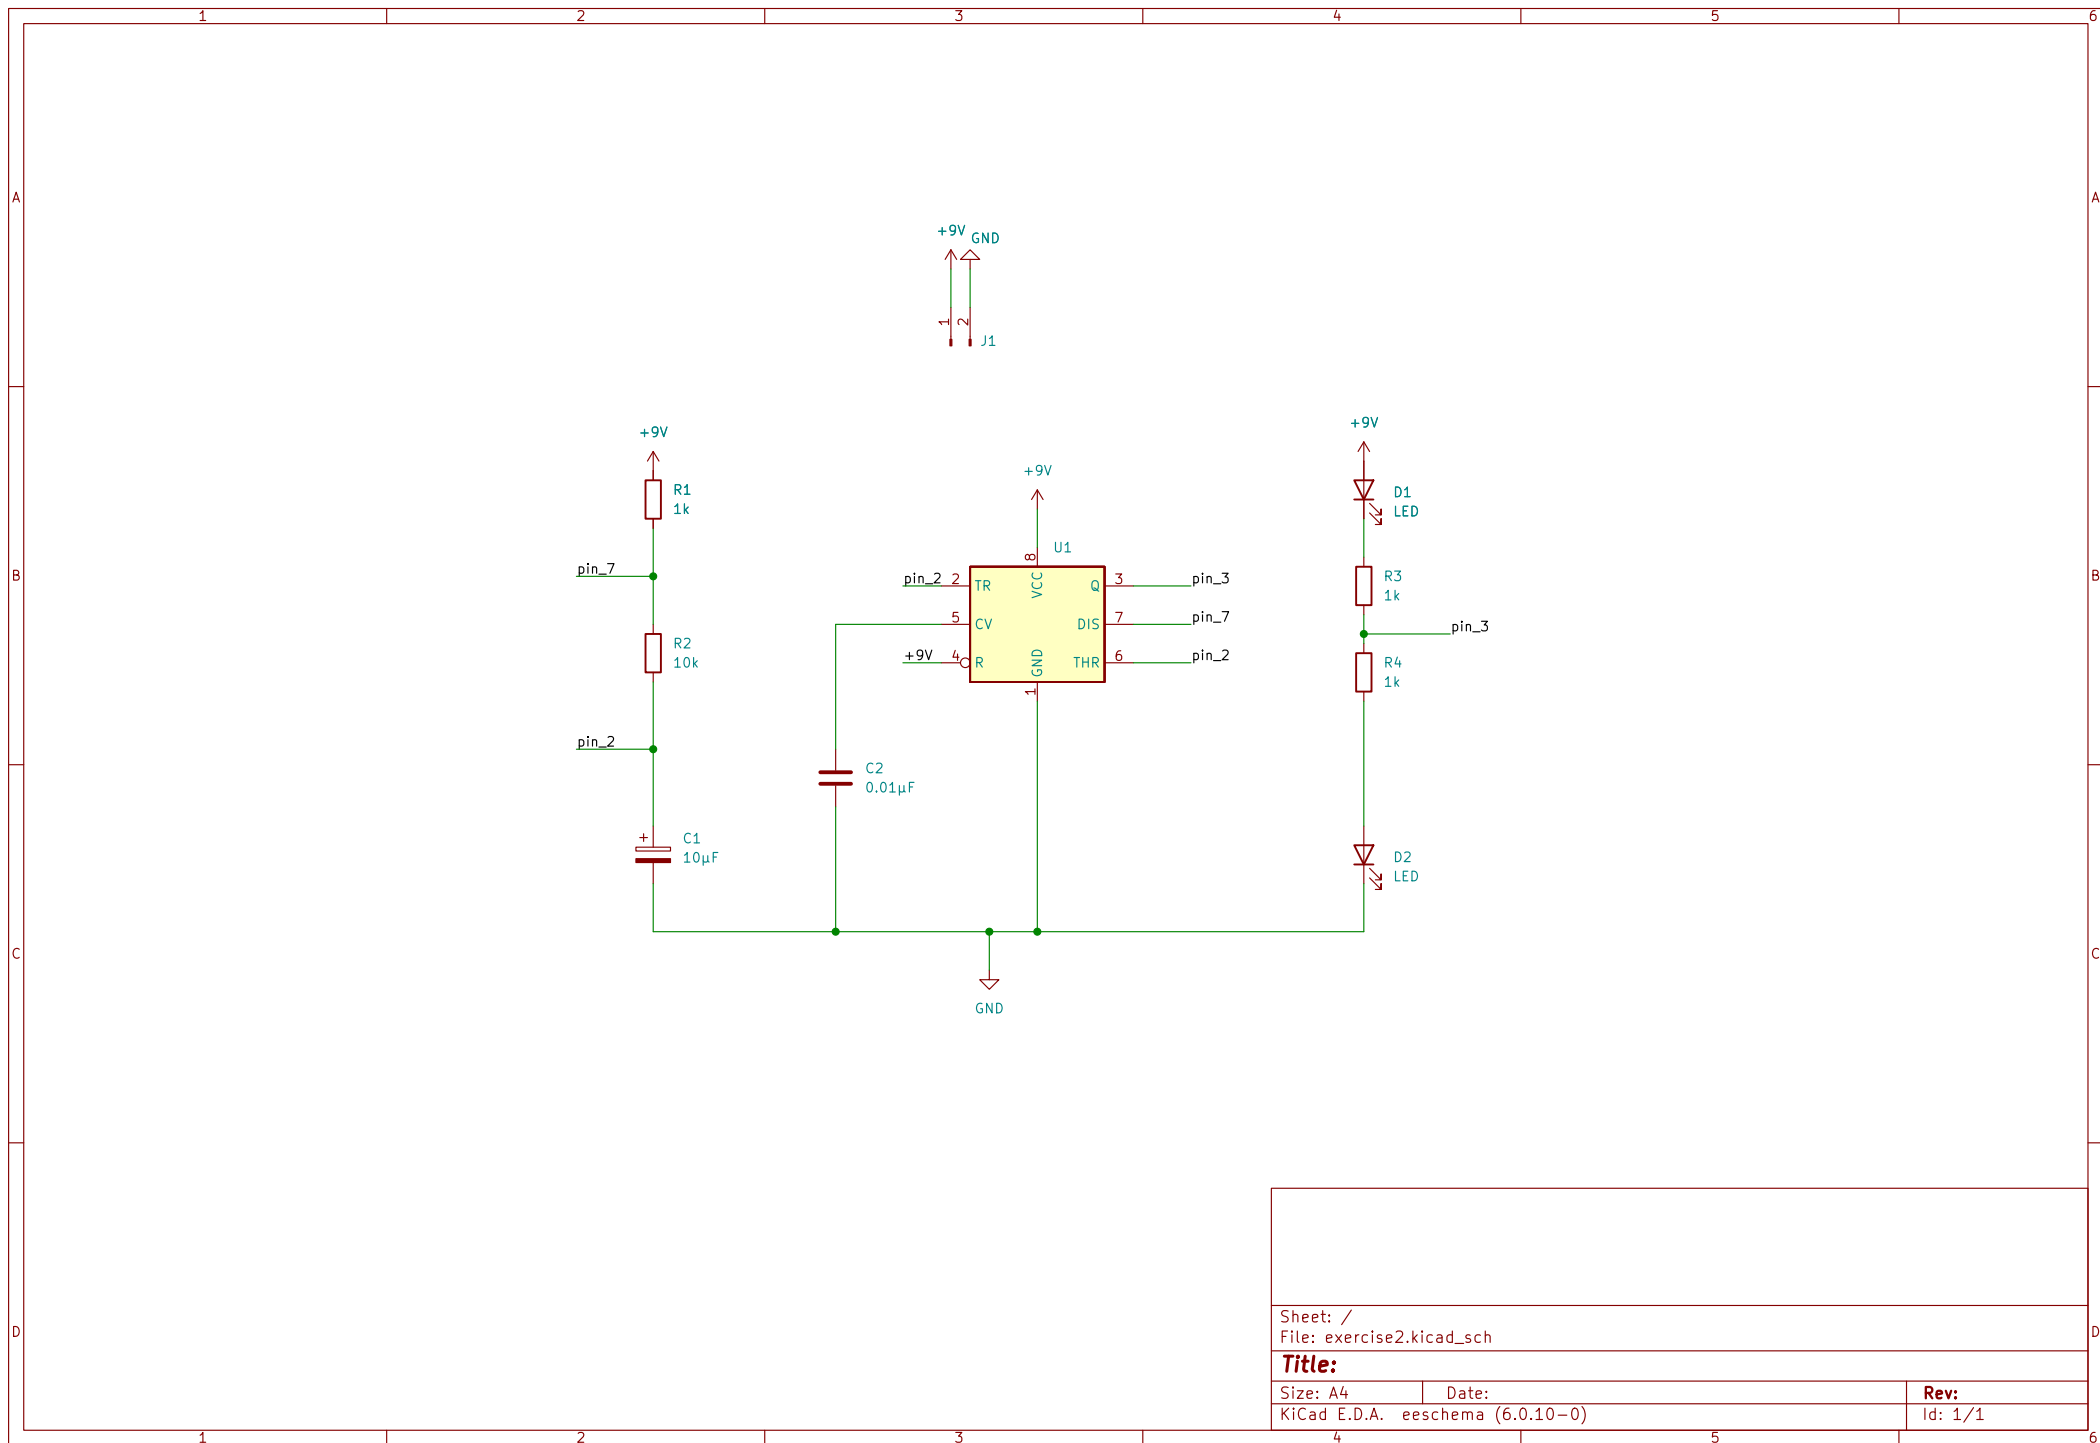 1 2 3 4 5 6
A A
+9V
GND
1 2
J1
B B
+9V
R1
1k
pin_7
R2
10k
pin_2
+
C1
10µF
+9V
U1
8
VCC
pin_2 2 TR
5 CV
+9V 4 R
Q 3 pin_3
DIS 7 pin_7
THR 6 pin_2
GND
1
C2
0.01µF
+9V
D1
LED
R3
1k
pin_3
R4
1k
D2
LED
C C
GND
D D
Sheet: /
File: exercise2.kicad_sch
Title:
Size: A4 Date: Rev:
KiCad E.D.A. eeschema (6.0.10-0) Id: 1/1
1 2 3 4 5 6